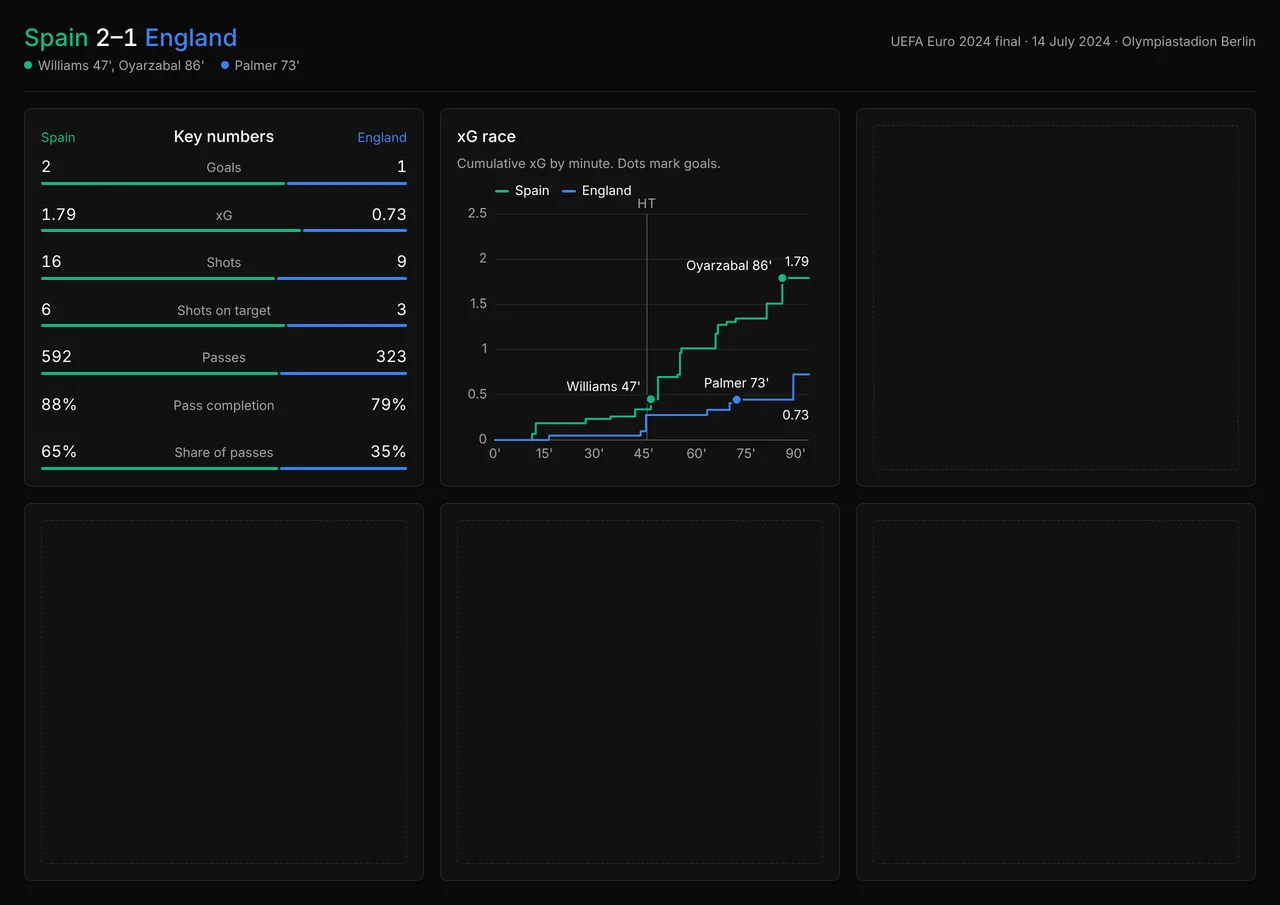 Spain 2–1 England
Williams 47', Oyarzabal 86' Palmer 73'
UEFA Euro 2024 final · 14 July 2024 · Olympiastadion Berlin
Spain Key numbers England
2 Goals 1
1.79 xG 0.73
16 Shots 9
6 Shots on target 3
592 Passes 323
88% Pass completion 79%
65% Share of passes 35%
xG race
Cumulative xG by minute. Dots mark goals.
Spain England
HT
2.5
2
1.5
1
0.5
0
Oyarzabal 86' 1.79
Williams 47' Palmer 73'
0.73
0' 15' 30' 45' 60' 75' 90'